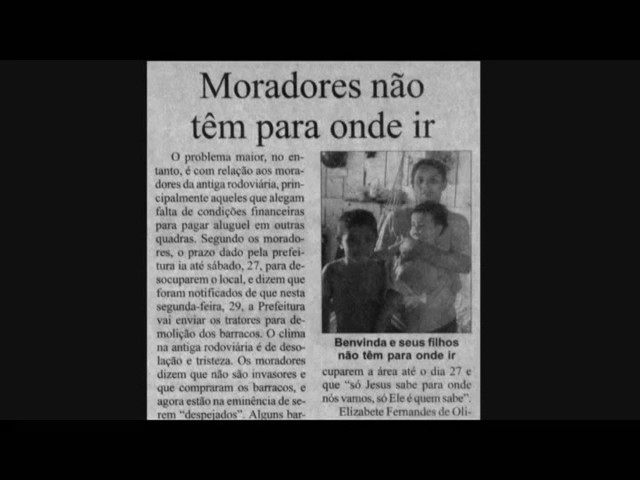 Moradores não
têm para onde ir
O problema maior, no en-
tanto, é com relação aos mora-
dores da antiga rodoviária, prin-
cipalmente aqueles que alegam
falta de condições financeiras
para pagar aluguel em outras
quadras. Segundo os morado-
res, o prazo dado pela prefei-
tura ia até sábado, 27, para de-
socuparem o local, e dizem que
foram notificados de que nesta
segunda-feira, 29, a Prefeitura
vai enviar os tratores para de-
molição dos barracos. O clima
na antiga rodoviária é de deso-
lação e tristeza. Os moradores
dizem que não são invasores e
que compraram os barracos, e
agora estão na eminência de se-
rem “despejados”. Alguns bar-
Benvinda e seus filhos
não têm para onde ir
cuparem a área até o dia 27 e
que “só Jesus sabe para onde
nós vamos, só Ele é quem sabe”.
Elizabete Fernandes de Oli-